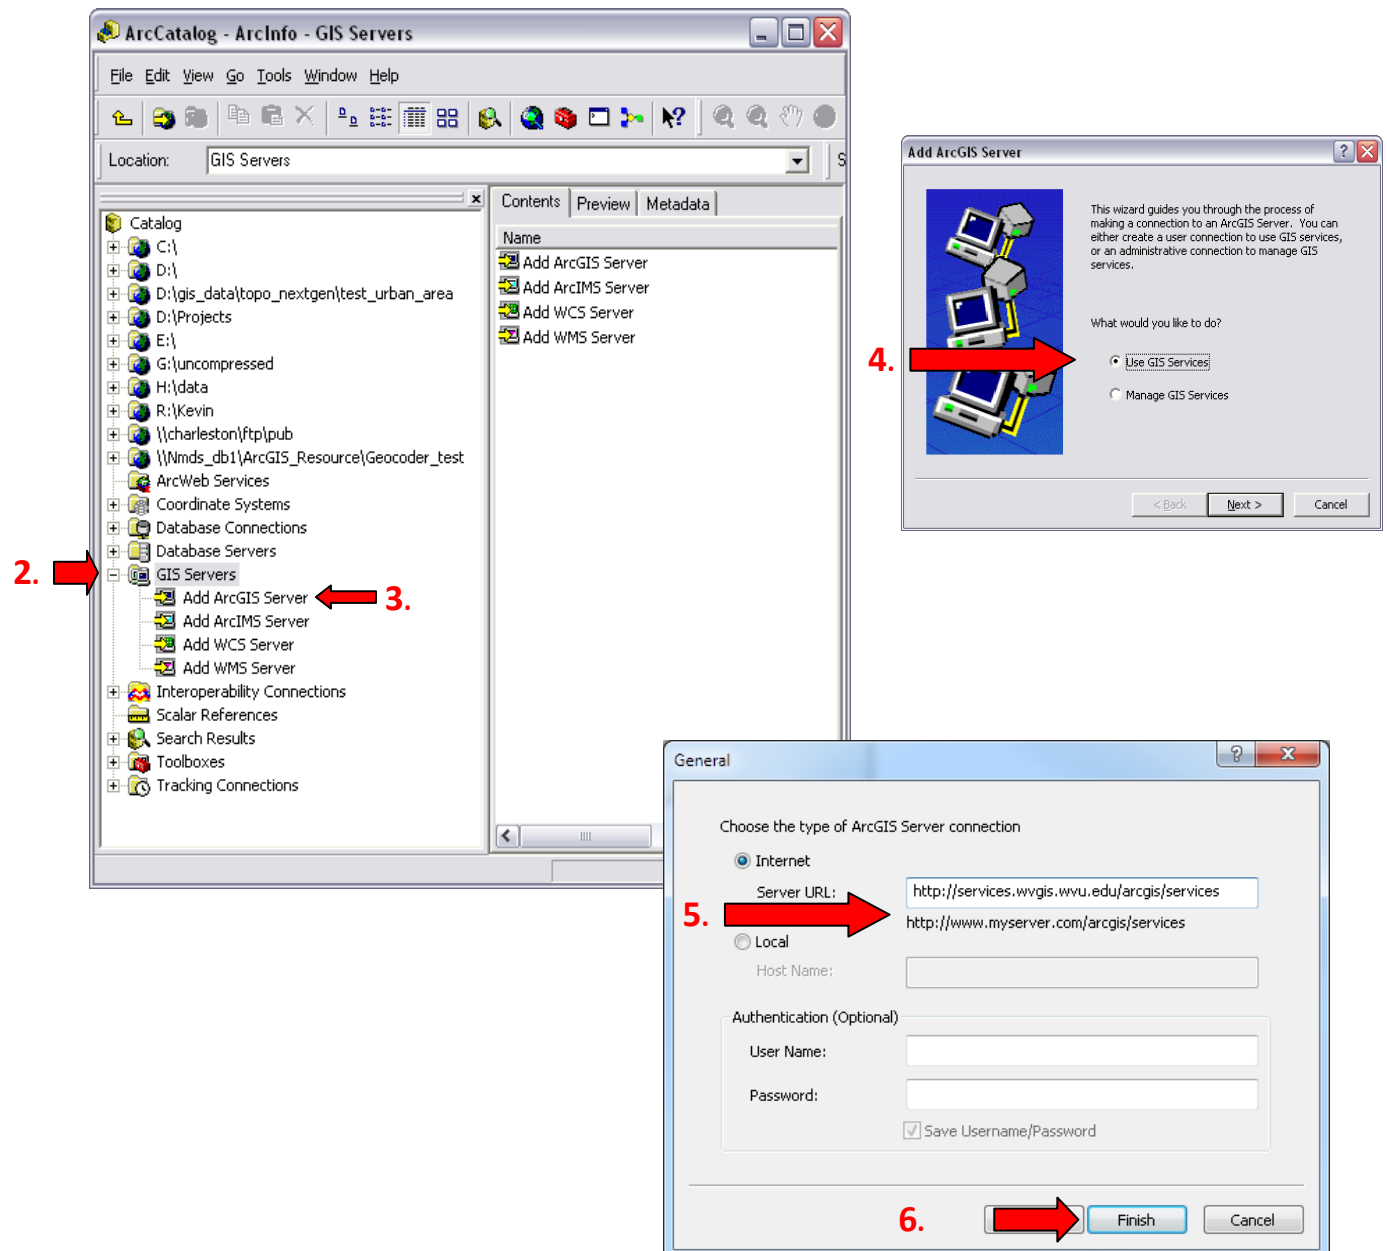 ArcCatalog - ArcInfo - GIS Servers
File Edit View Go Tools Window Help
Location: GIS Servers
S
Catalog
C:\
D:\
D:\gis_data\topo_nextgen\test_urban_area
D:\Projects
E:\
G:\uncompressed
H:\data
R:\Kevin
\\charleston\ftp\pub
\\Nmds_db1\ArcGIS_Resource\Geocoder_test
ArcWeb Services
Coordinate Systems
Database Connections
Database Servers
2.
GIS Servers
Add ArcGIS Server
3.
Add ArcIMS Server
Add WCS Server
Add WMS Server
Interoperability Connections
Scalar References
Search Results
Toolboxes
Tracking Connections
Contents Preview Metadata
Name
Add ArcGIS Server
Add ArcIMS Server
Add WCS Server
Add WMS Server
Add ArcGIS Server
This wizard guides you through the process of
making a connection to an ArcGIS Server. You can
either create a user connection to use GIS services,
or an administrative connection to manage GIS
services.
What would you like to do?
4.
Use GIS Services
Manage GIS Services
< Back Next > Cancel
General
Choose the type of ArcGIS Server connection
Internet
Server URL: http://services.wvgis.wvu.edu/arcgis/services
5.
http://www.myserver.com/arcgis/services
Local
Host Name:
Authentication (Optional)
User Name:
Password:
Save Username/Password
6.
Finish Cancel